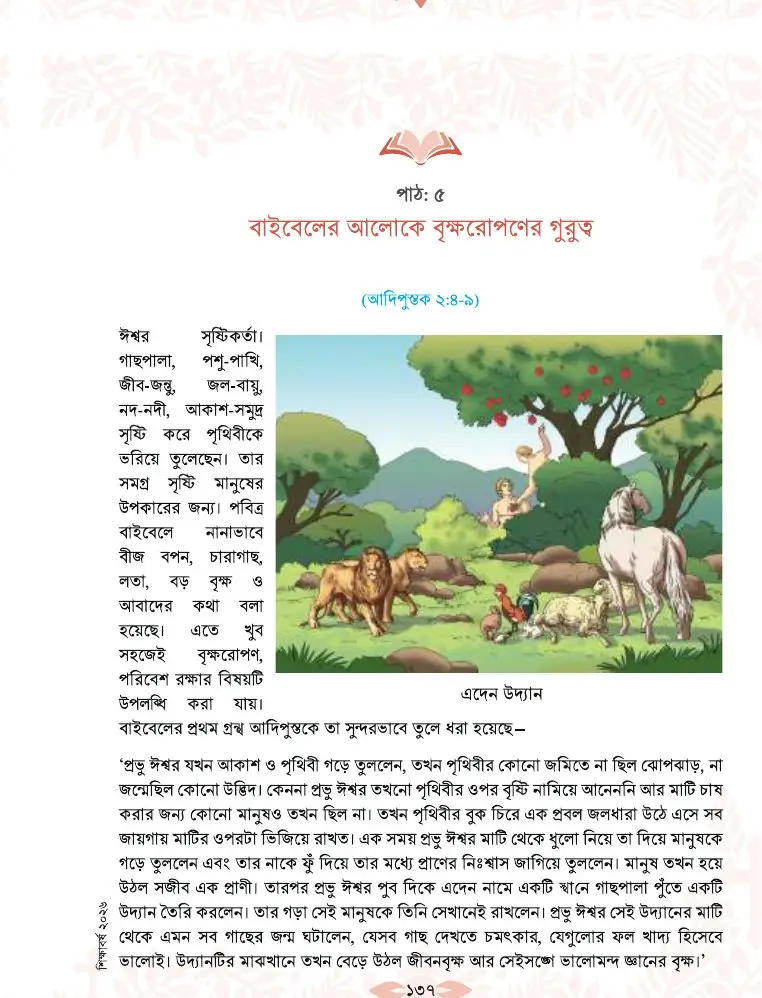 পাঠ: ৫
বাইবেলের আলোকে বৃক্ষরোপণের গুরুত্ব
(আদিপুস্তক ২:৪-৯)
ঈশ্বর সৃষ্টিকর্তা।
গাছপালা, পশু-পাখি,
জীব-জন্তু, জল-বায়ু,
নদ-নদী, আকাশ-সমুদ্র
সৃষ্টি করে পৃথিবীকে
ভরিয়ে তুলেছেন। তার
সমগ্র সৃষ্টি মানুষের
উপকারের জন্য। পবিত্র
বাইবেলে নানাভাবে
বীজ বপন, চারাগাছ,
লতা, বড় বৃক্ষ ও
আবাদের কথা বলা
হয়েছে। এতে খুব
সহজেই বৃক্ষরোপণ,
পরিবেশ রক্ষার বিষয়টি
উপলব্ধি করা যায়।
এদেন উদ্যান
বাইবেলের প্রথম গ্রন্থ আদিপুস্তকে তা সুন্দরভাবে তুলে ধরা হয়েছে–
‘প্রভু ঈশ্বর যখন আকাশ ও পৃথিবী গড়ে তুললেন, তখন পৃথিবীর কোনো জমিতে না ছিল ঝোপঝাড়, না
জন্মেছিল কোনো উদ্ভিদ। কেননা প্রভু ঈশ্বর তখনো পৃথিবীর ওপর বৃষ্টি নামিয়ে আনেননি আর মাটি চাষ
করার জন্য কোনো মানুষও তখন ছিল না। তখন পৃথিবীর বুক চিরে এক প্রবল জলধারা উঠে এসে সব
জায়গায় মাটির ওপরটা ভিজিয়ে রাখত। এক সময় প্রভু ঈশ্বর মাটি থেকে ধুলো নিয়ে তা দিয়ে মানুষকে
গড়ে তুললেন এবং তার নাকে ফুঁ দিয়ে তার মধ্যে প্রাণের নিঃশ্বাস জাগিয়ে তুললেন। মানুষ তখন হয়ে
উঠল সজীব এক প্রাণী। তারপর প্রভু ঈশ্বর পুব দিকে এদেন নামে একটি স্থানে গাছপালা পুঁতে একটি
উদ্যান তৈরি করলেন। তার গড়া সেই মানুষকে তিনি সেখানেই রাখলেন। প্রভু ঈশ্বর সেই উদ্যানের মাটি
থেকে এমন সব গাছের জন্ম ঘটালেন, যেসব গাছ দেখতে চমৎকার, যেগুলোর ফল খাদ্য হিসেবে
ভালোই। উদ্যানটির মাঝখানে তখন বেড়ে উঠল জীবনবৃক্ষ আর সেইসঙ্গে ভালোমন্দ জ্ঞানের বৃক্ষ।’
শিক্ষাবর্ষ ২০২৬
১৩৭